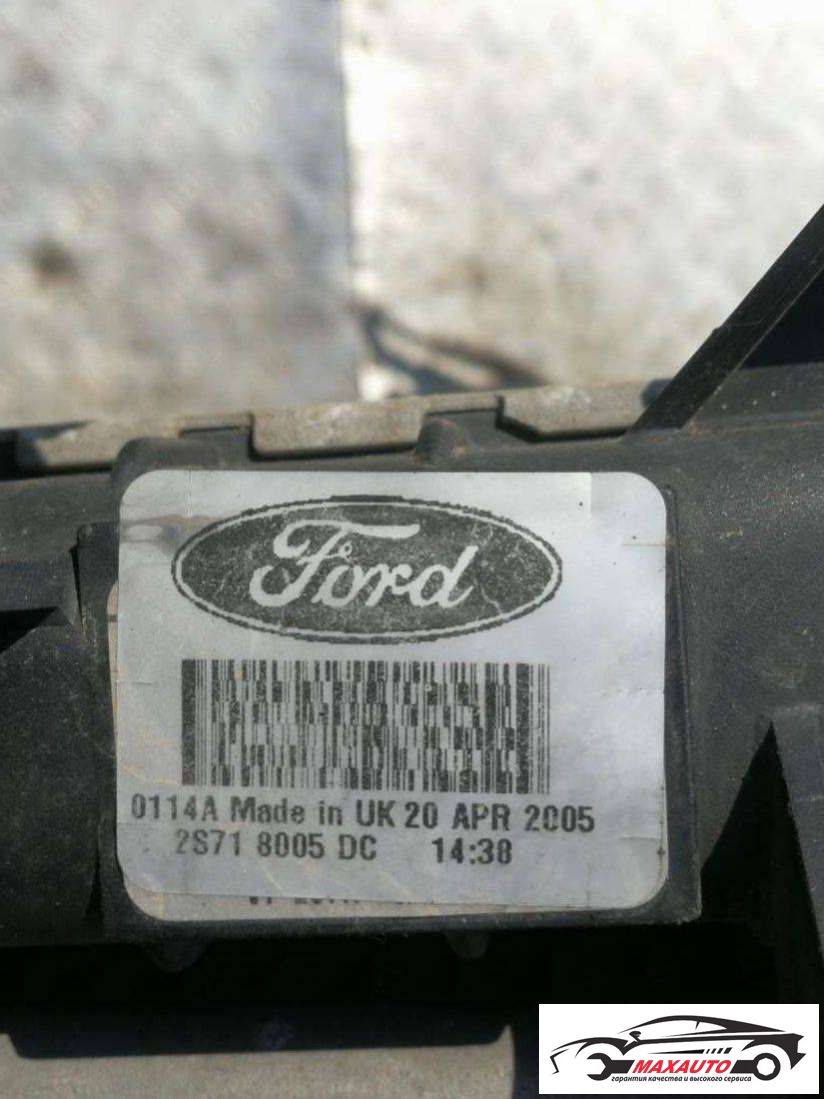 Ford
0114A Made in UK 20 APR 2005
2S71 8005 DC 14:38
MAXAUTO
гарантия качества и высокого сервиса